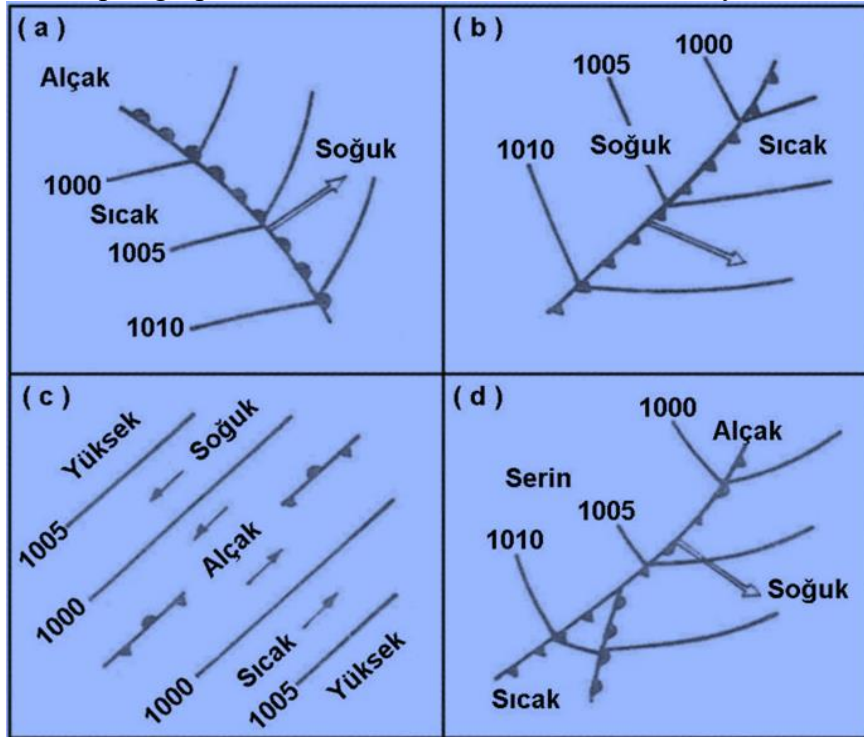 ( a )
Alçak
Soğuk
1000
Sıcak
1005
1010
( b )
1000
1005
1010
Soğuk
Sıcak
( c )
Yüksek
Soğuk
1005
Alçak
1000
Sıcak
1000
1005
Yüksek
( d )
1000
Alçak
Serin
1005
1010
Soğuk
Sıcak